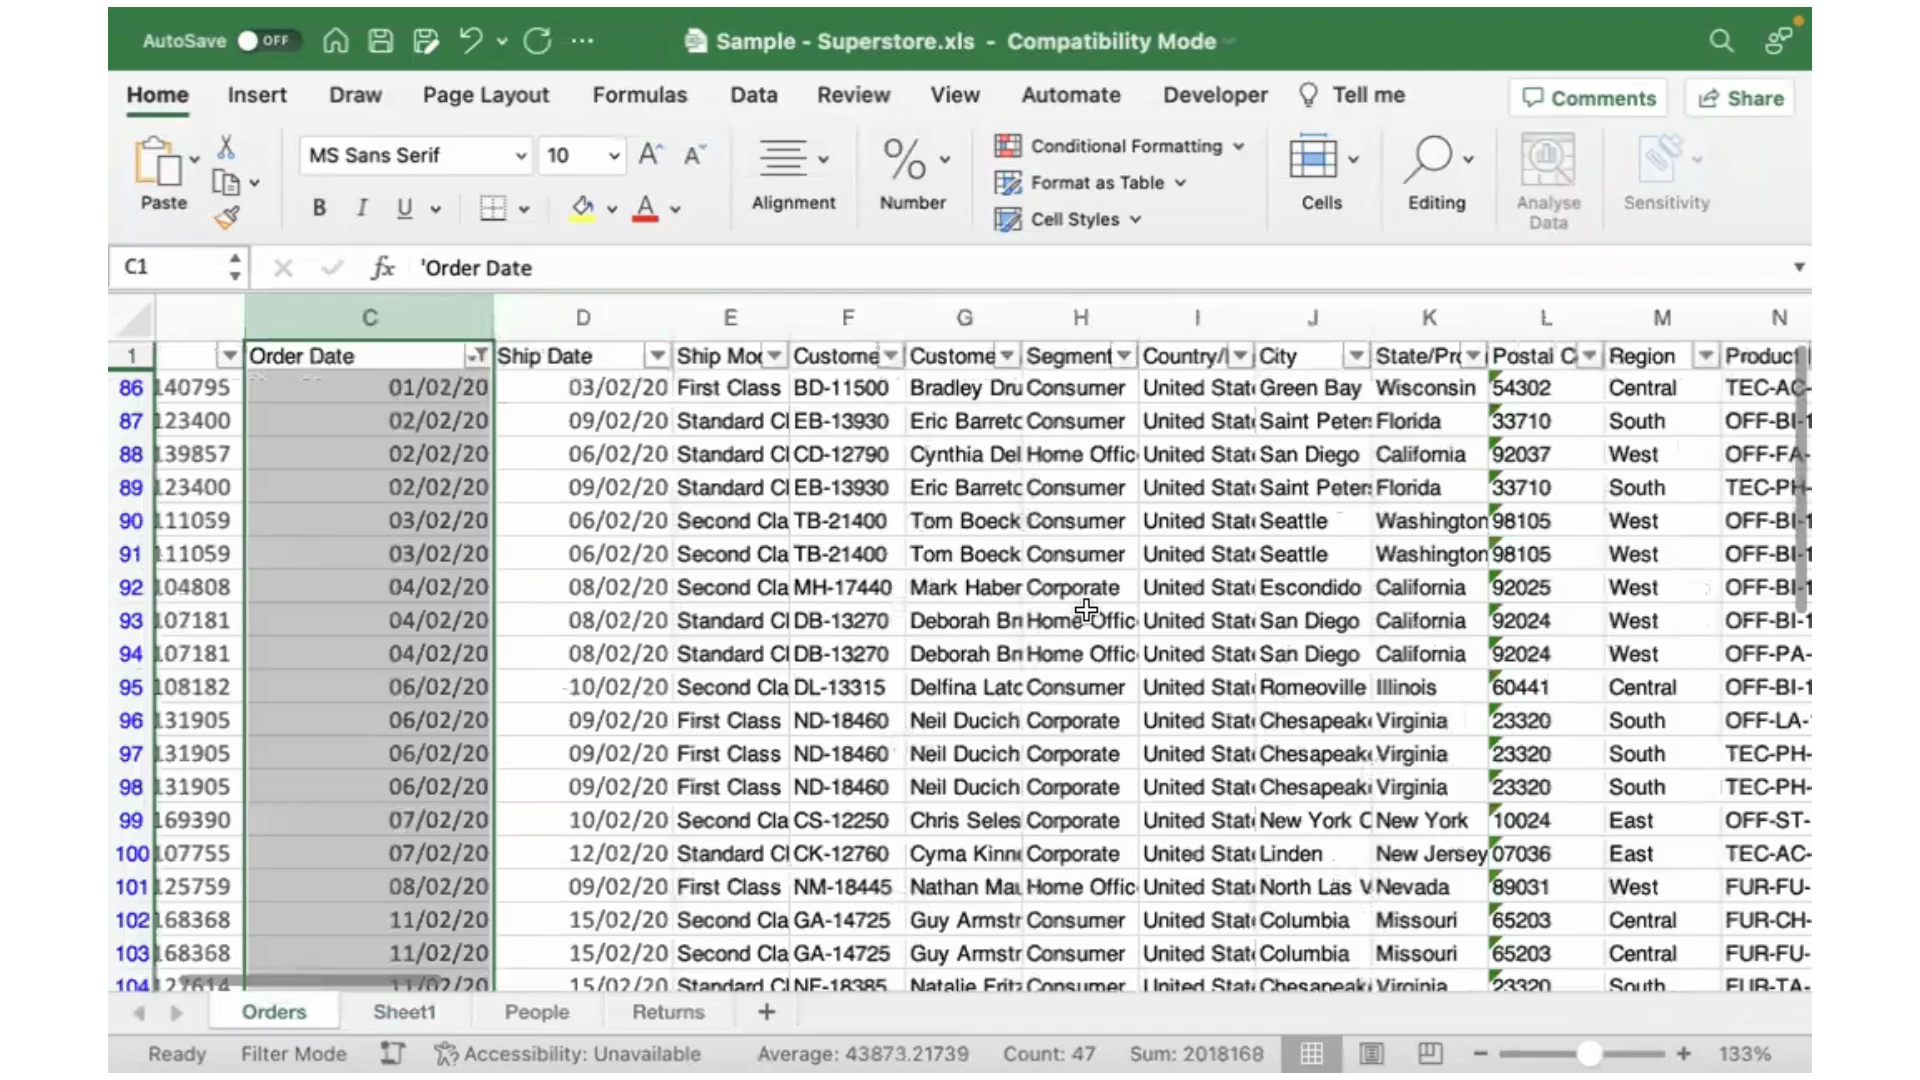 AutoSave OFF Sample - Superstore.xls - Compatibility Mode
Home Insert Draw Page Layout Formulas Data Review View Automate Developer Tell me Comments Share
Paste MS Sans Serif 10 B I U A Alignment % Number Conditional Formatting Format as Table Cell Styles Cells Editing Analyse Data Sensitivity
C1 fx 'Order Date
C D E F G H I J K L M N
1 Order Date Ship Date Ship Mod Custome Custome Segment Country/ City State/Pro Postal C Region Product
86 140795 01/02/20 03/02/20 First Class BD-11500 Bradley Dru Consumer United Stat Green Bay Wisconsin 54302 Central TEC-AC-
87 123400 02/02/20 09/02/20 Standard Cl EB-13930 Eric Barreto Consumer United Stat Saint Peters Florida 33710 South OFF-BI-1
88 139857 02/02/20 06/02/20 Standard Cl CD-12790 Cynthia Del Home Offic United Stat San Diego California 92037 West OFF-FA-
89 123400 02/02/20 09/02/20 Standard Cl EB-13930 Eric Barreto Consumer United Stat Saint Peters Florida 33710 South TEC-PH-
90 111059 03/02/20 06/02/20 Second Cla TB-21400 Tom Boeck Consumer United Stat Seattle Washington 98105 West OFF-BI-1
91 111059 03/02/20 06/02/20 Second Cla TB-21400 Tom Boeck Consumer United Stat Seattle Washington 98105 West OFF-BI-1
92 104808 04/02/20 08/02/20 Second Cla MH-17440 Mark Haber Corporate United Stat Escondido California 92025 West OFF-BI-1
93 107181 04/02/20 08/02/20 Standard Cl DB-13270 Deborah Br Home Offic United Stat San Diego California 92024 West OFF-BI-1
94 107181 04/02/20 08/02/20 Standard Cl DB-13270 Deborah Br Home Offic United Stat San Diego California 92024 West OFF-PA-
95 108182 06/02/20 10/02/20 Second Cla DL-13315 Delfina Latc Consumer United Stat Romeoville Illinois 60441 Central OFF-BI-1
96 131905 06/02/20 09/02/20 First Class ND-18460 Neil Ducich Corporate United Stat Chesapeak Virginia 23320 South OFF-LA-
97 131905 06/02/20 09/02/20 First Class ND-18460 Neil Ducich Corporate United Stat Chesapeak Virginia 23320 South TEC-PH-
98 131905 06/02/20 09/02/20 First Class ND-18460 Neil Ducich Corporate United Stat Chesapeak Virginia 23320 South TEC-PH-
99 169390 07/02/20 10/02/20 Second Cla CS-12250 Chris Seles Corporate United Stat New York C New York 10024 East OFF-ST-
100 107755 07/02/20 12/02/20 Standard Cl CK-12760 Cyma Kinn Corporate United Stat Linden New Jersey 07036 East TEC-AC-
101 125759 08/02/20 09/02/20 First Class NM-18445 Nathan Mau Home Offic United Stat North Las V Nevada 89031 West FUR-FU-
102 168368 11/02/20 15/02/20 Second Cla GA-14725 Guy Armstr Consumer United Stat Columbia Missouri 65203 Central FUR-CH-
103 168368 11/02/20 15/02/20 Second Cla GA-14725 Guy Armstr Consumer United Stat Columbia Missouri 65203 Central FUR-FU-
104 127614 11/02/20 15/02/20 Standard Cl NF-18385 Natalie Fritz Consumer United Stat Chesapeak Virginia 23320 South FUR-TA-
Orders Sheet1 People Returns +
Ready Filter Mode Accessibility: Unavailable Average: 43873.21739 Count: 47 Sum: 2018168 133%